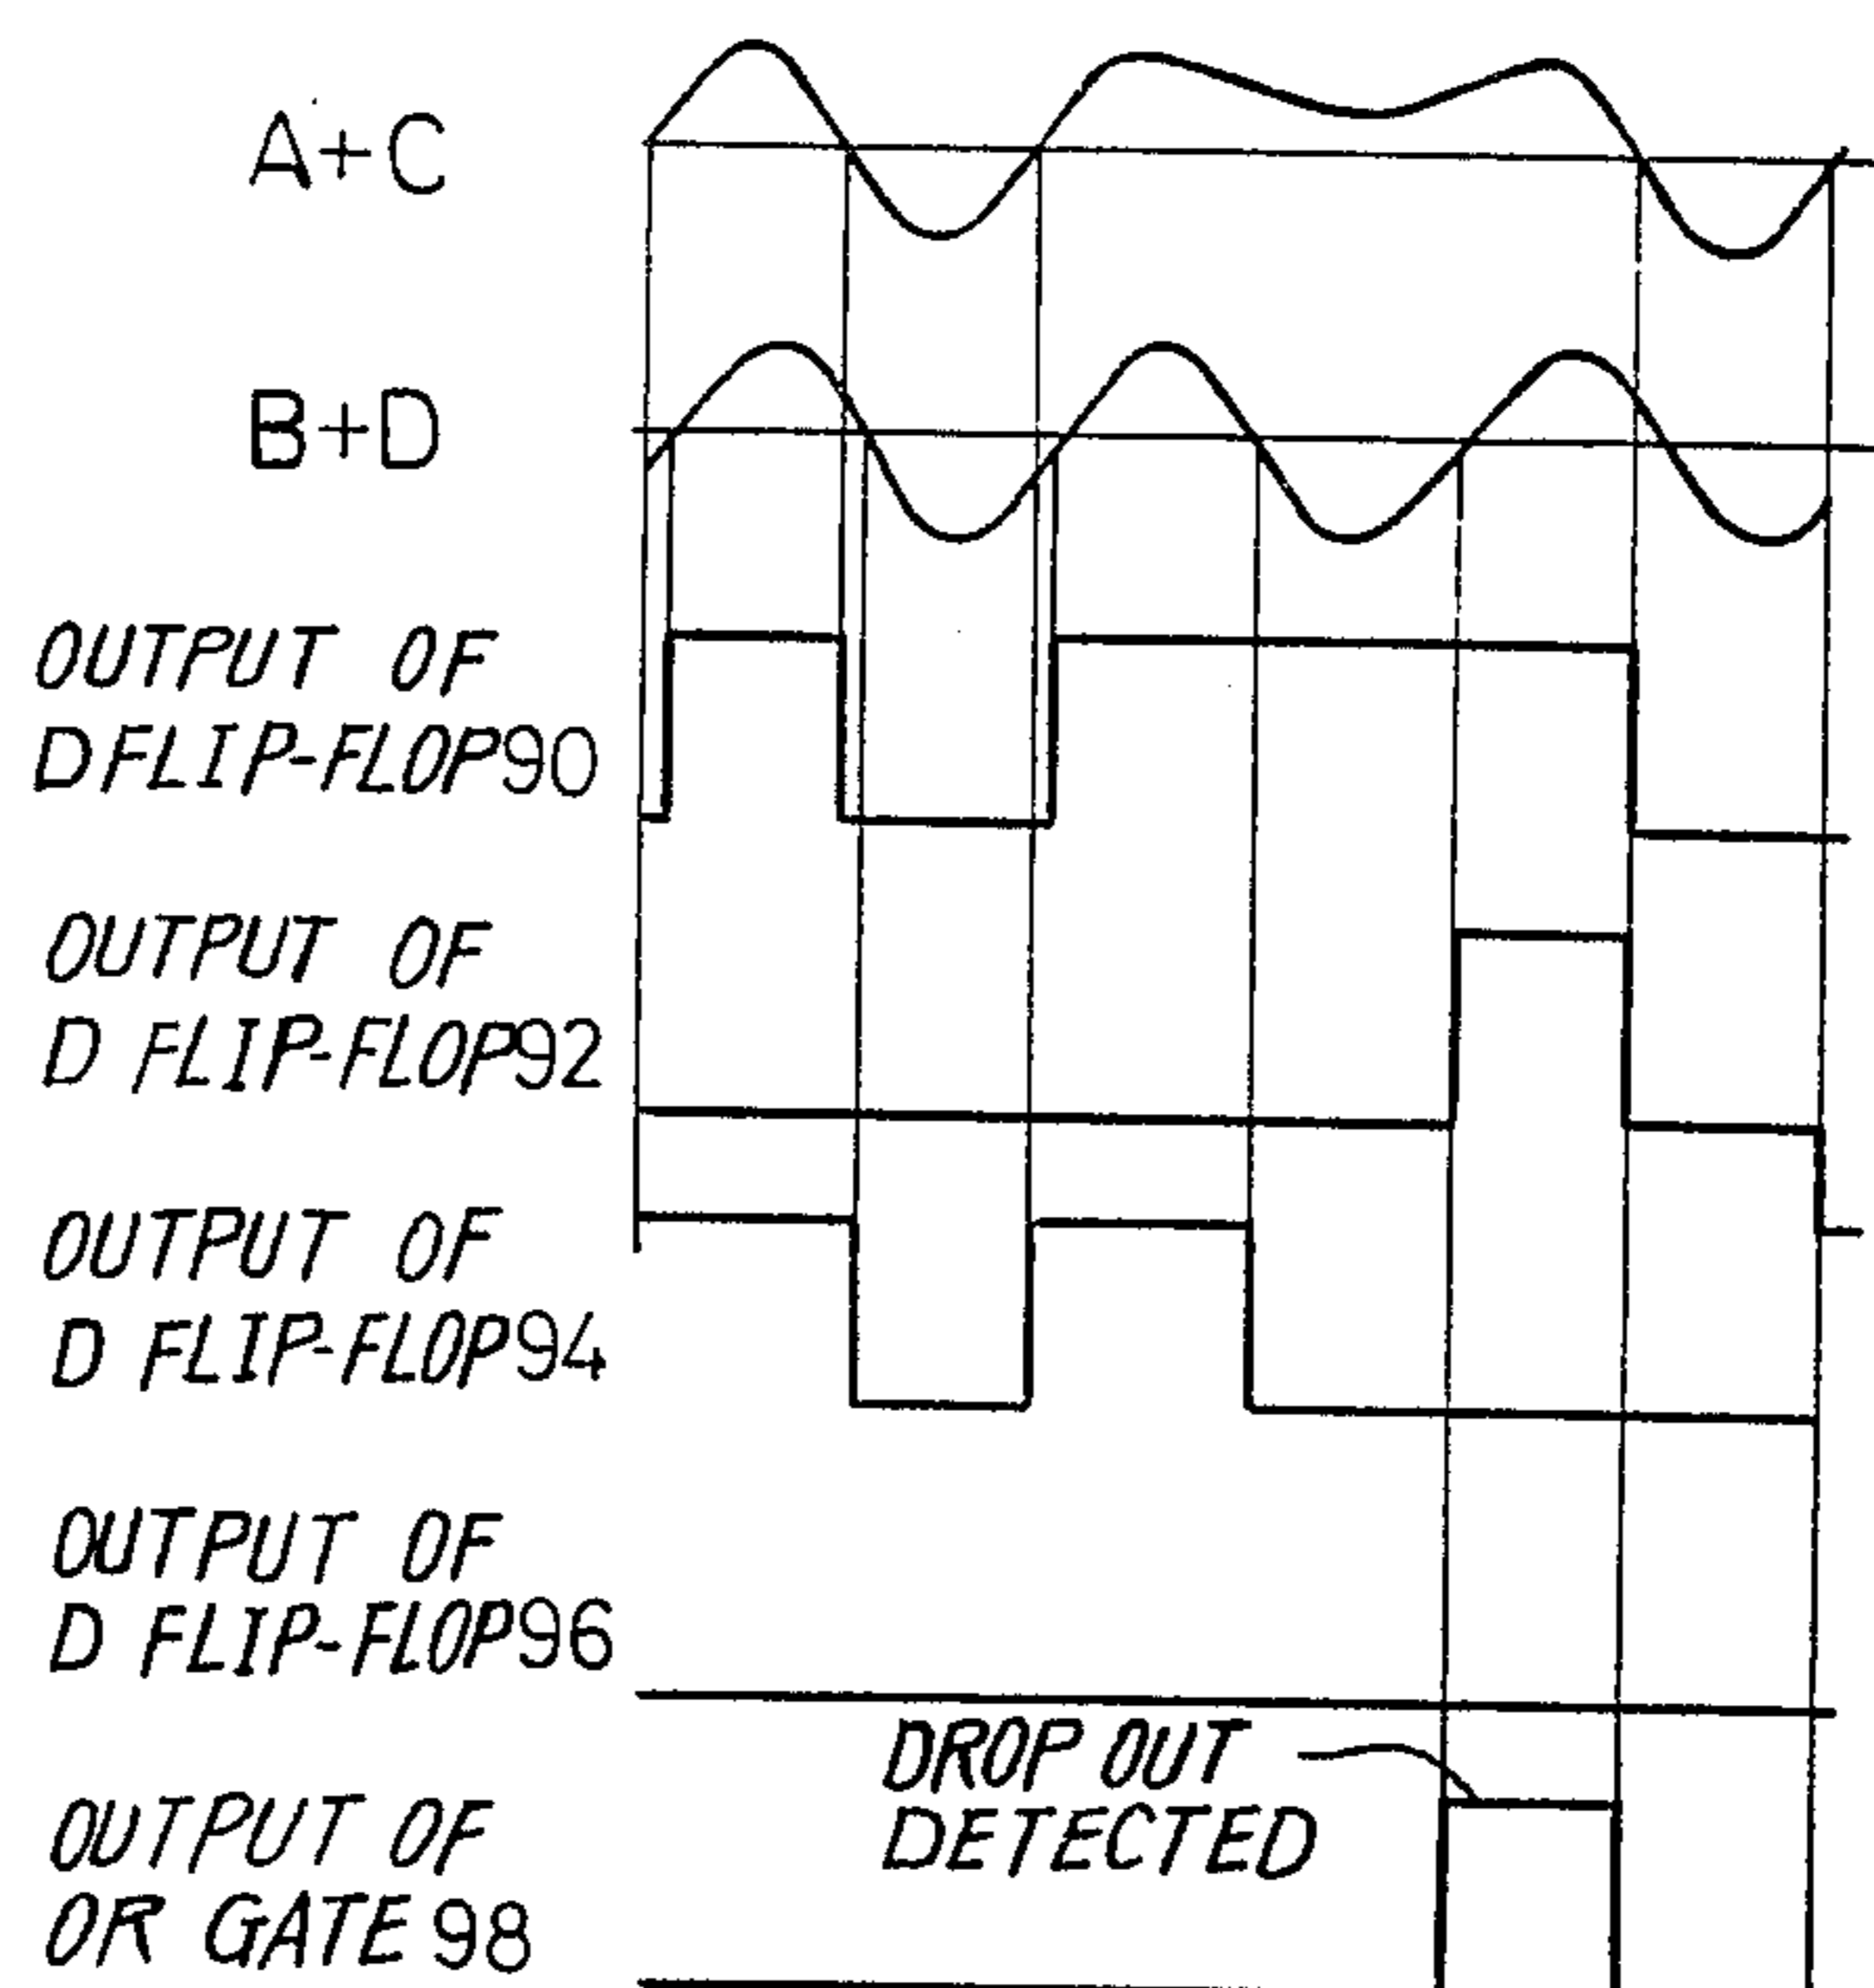 A+C
B+D
OUTPUT OF
D FLIP-FLOP90
OUTPUT OF
D FLIP-FLOP92
OUTPUT OF
D FLIP-FLOP94
OUTPUT OF
D FLIP-FLOP96
DROP OUT
DETECTED
OUTPUT OF
OR GATE 98